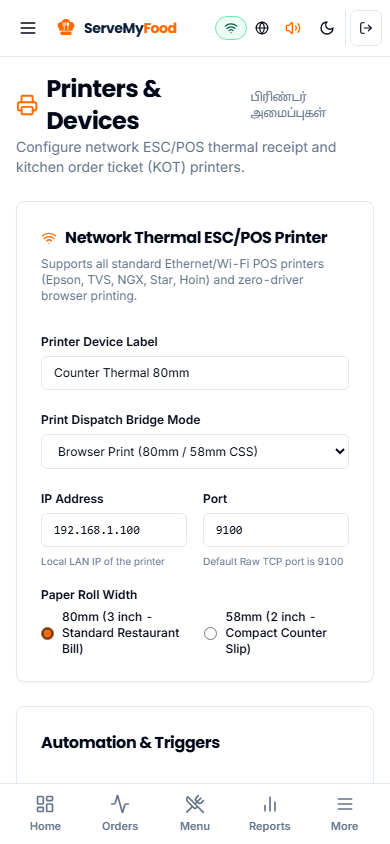 ServeMyFood
Printers &
Devices
பிரிண்டர்
அமைப்புகள்
Configure network ESC/POS thermal receipt and
kitchen order ticket (KOT) printers.
Network Thermal ESC/POS Printer
Supports all standard Ethernet/Wi-Fi POS printers
(Epson, TVS, NGX, Star, Hoin) and zero-driver
browser printing.
Printer Device Label
Counter Thermal 80mm
Print Dispatch Bridge Mode
Browser Print (80mm / 58mm CSS)
IP Address Port
192.168.1.100 9100
Local LAN IP of the printer Default Raw TCP port is 9100
Paper Roll Width
80mm (3 inch -
Standard Restaurant
Bill)
58mm (2 inch -
Compact Counter
Slip)
Automation & Triggers
Home Orders Menu Reports More